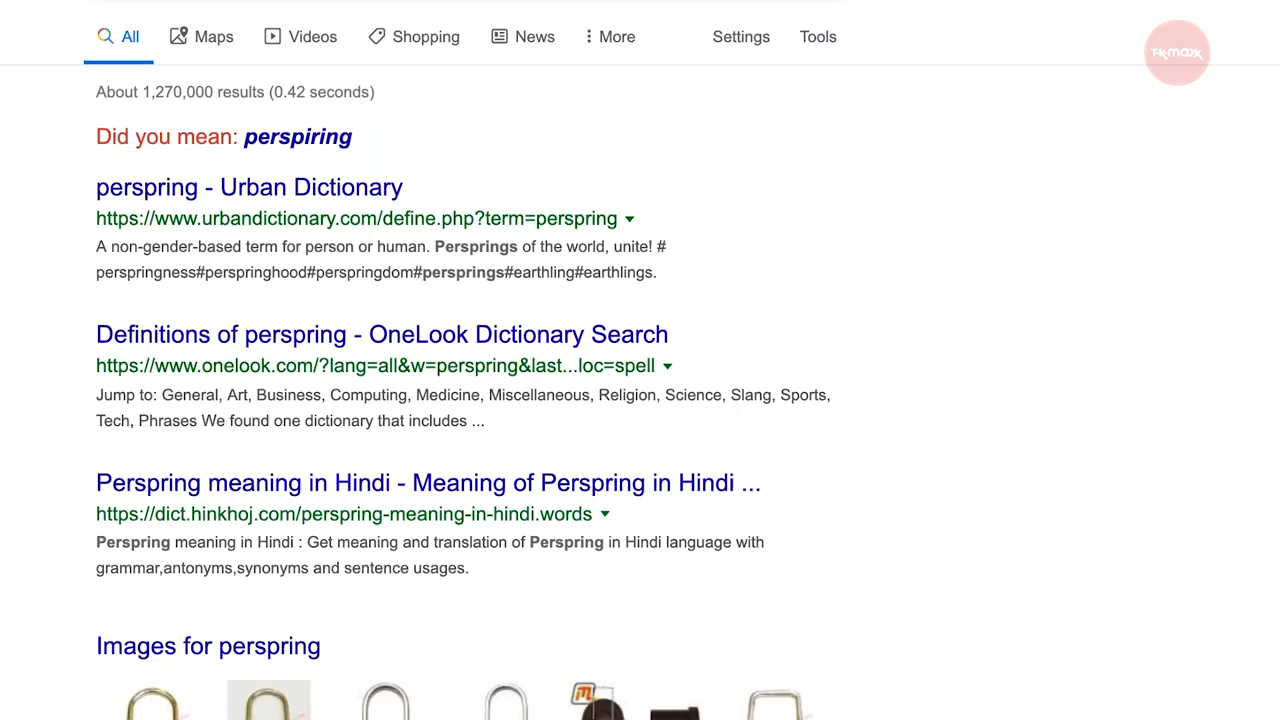 All Maps Videos Shopping News More Settings Tools
TK-maxx
About 1,270,000 results (0.42 seconds)
Did you mean: perspiring
perspring - Urban Dictionary
https://www.urbandictionary.com/define.php?term=perspring
A non-gender-based term for person or human. Persprings of the world, unite! #
perspringness#perspringhood#perspringdom#persprings#earthling#earthlings.
Definitions of perspring - OneLook Dictionary Search
https://www.onelook.com/?lang=all&w=perspring&last...loc=spell
Jump to: General, Art, Business, Computing, Medicine, Miscellaneous, Religion, Science, Slang, Sports,
Tech, Phrases We found one dictionary that includes ...
Perspring meaning in Hindi - Meaning of Perspring in Hindi ...
https://dict.hinkhoj.com/perspring-meaning-in-hindi.words
Perspring meaning in Hindi : Get meaning and translation of Perspring in Hindi language with
grammar,antonyms,synonyms and sentence usages.
Images for perspring